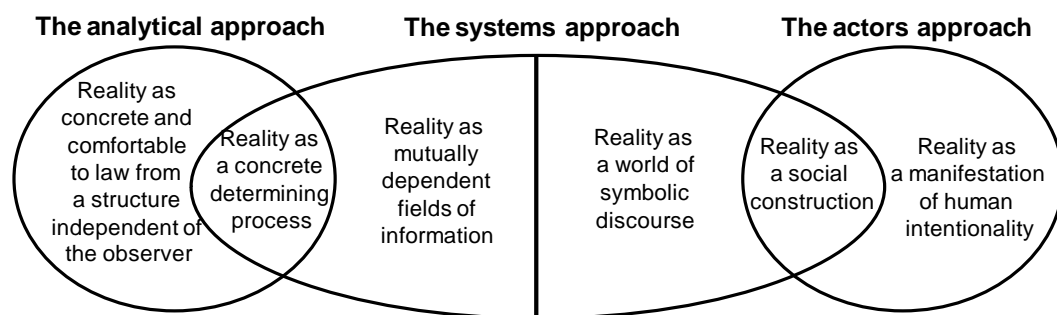 The analytical approach
The systems approach
The actors approach
Reality as
concrete and
comfortable
to law from
a structure
independent of
the observer
Reality as
a concrete
determining
process
Reality as
mutually
dependent
fields of
information
Reality as
a world of
symbolic
discourse
Reality as
a social
construction
Reality as
a manifestation
of human
intentionality